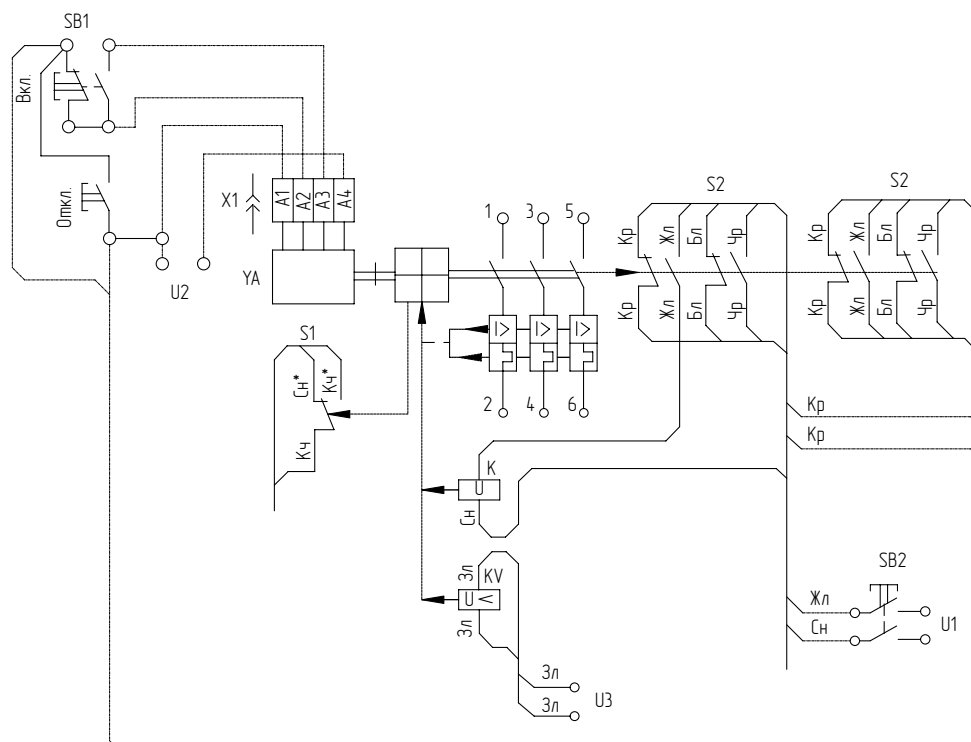 SB1
Вкл.
Откл.
X1
A1
A2
A3
A4
YA
U2
1
3
5
S2
S2
Кр
Жл
Бл
Чр
Кр
Жл
Бл
Чр
Кр
Жл
Бл
Чр
Кр
Жл
Бл
Чр
I>
I>
I>
2
4
6
S1
Сн*
Кч*
Кч
Кр
Кр
K
U
Сн
Зл
KV
U<
Зл
SB2
Жл
Сн
U1
Зл
Зл
U3